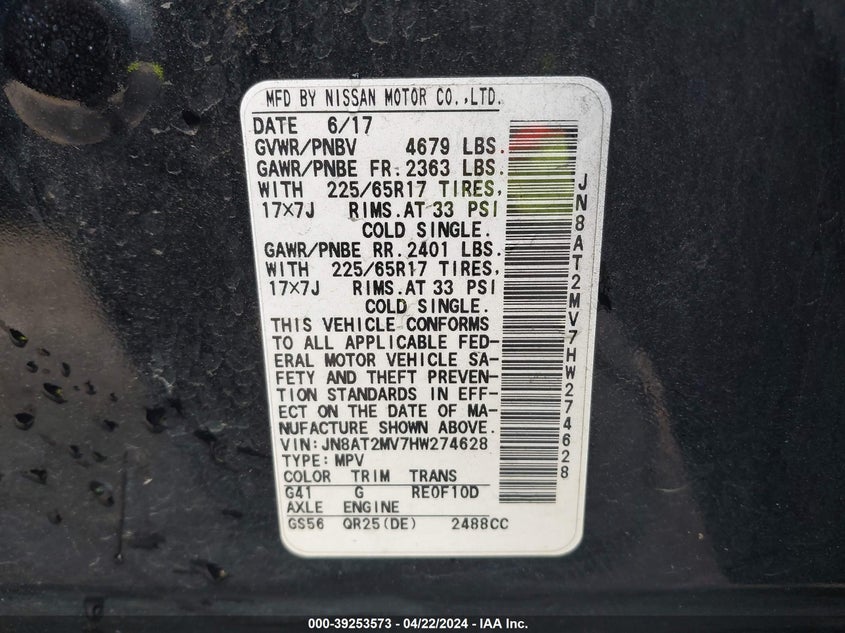 MFD BY NISSAN MOTOR CO.,LTD.
DATE 6/17
GVWR/PNBV 4679 LBS.
GAWR/PNBE FR.2363 LBS.
WITH 225/65R17 TIRES,
17×7J RIMS.AT 33 PSI
COLD SINGLE.
GAWR/PNBE RR.2401 LBS.
WITH 225/65R17 TIRES,
17×7J RIMS.AT 33 PSI
COLD SINGLE.
THIS VEHICLE CONFORMS
TO ALL APPLICABLE FED-
ERAL MOTOR VEHICLE SA-
FETY AND THEFT PREVEN-
TION STANDARDS IN EFF-
ECT ON THE DATE OF MA-
NUFACTURE SHOWN ABOVE.
VIN:JN8AT2MV7HW274628
TYPE:MPV
COLOR TRIM TRANS
G41 G RE0F10D
AXLE ENGINE
GS56 QR25(DE) 2488CC
JN8AT2MV7HW274628
000-39253573 - 04/22/2024 - IAA Inc.